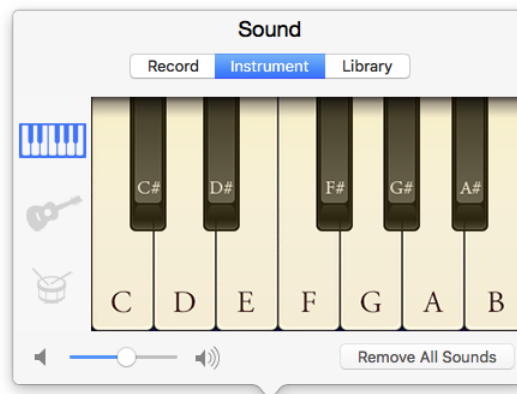 Sound
Record Instrument Library
C# D# F# G# A#
C D E F G A B
Remove All Sounds